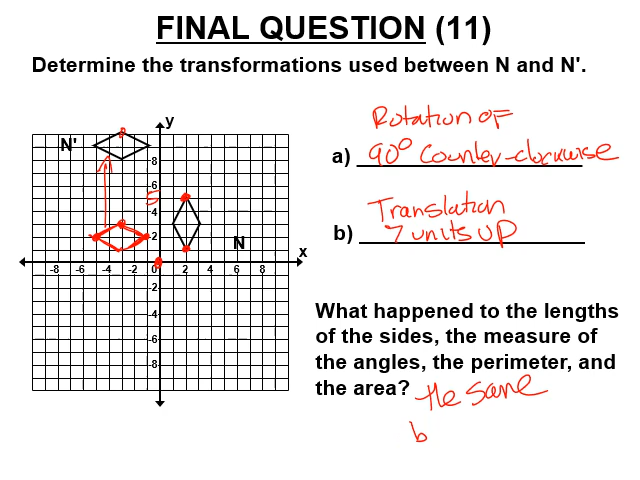 FINAL QUESTION (11)
Determine the transformations used between N and N'.
y
N'
8
6
5
4
2
N
x
-8 -6 -4 -2 0 2 4 6 8
-2
-4
-6
8
Rotation of
a) 90° Counter-clockwise
Translation
b) 7 units up
What happened to the lengths
of the sides, the measure of
the angles, the perimeter, and
the area? the same
b